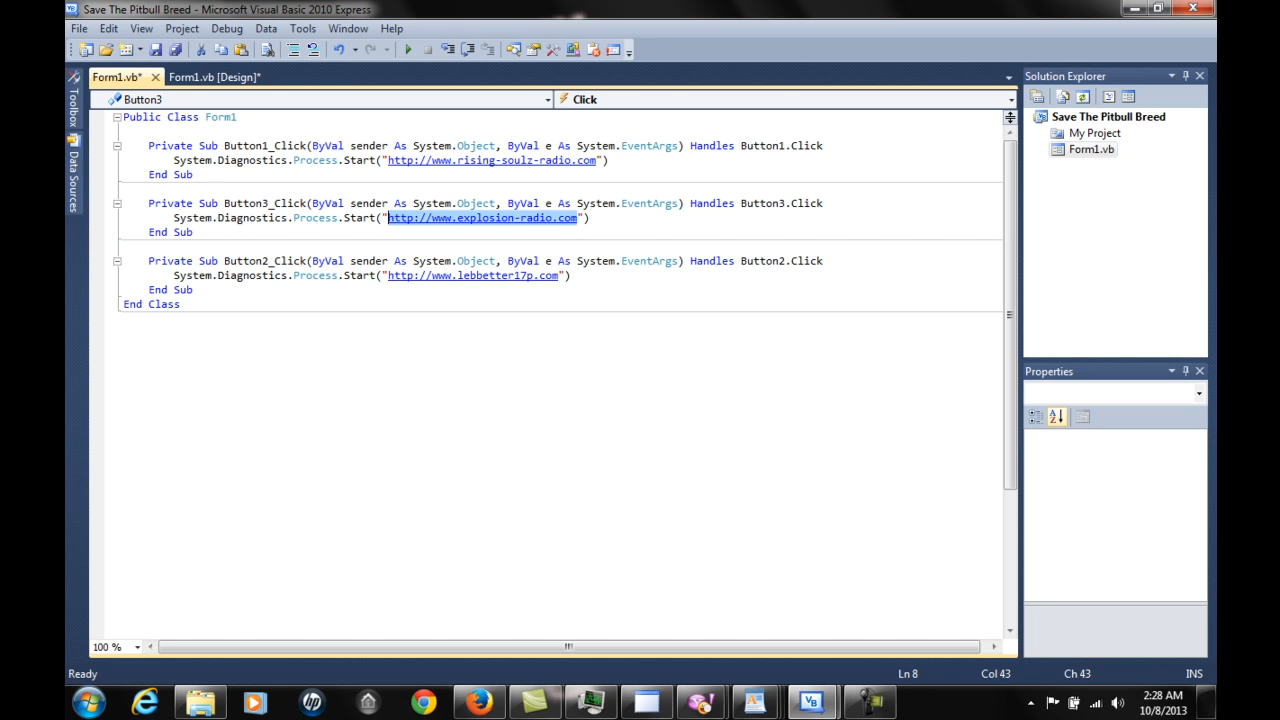 Save The Pitbull Breed - Microsoft Visual Basic 2010 Express
File Edit View Project Debug Data Tools Window Help
Form1.vb* Form1.vb [Design]*
Solution Explorer
Button3
Click
Toolbox
Data Sources
Public Class Form1
Private Sub Button1_Click(ByVal sender As System.Object, ByVal e As System.EventArgs) Handles Button1.Click
System.Diagnostics.Process.Start("http://www.rising-soulz-radio.com")
End Sub
Private Sub Button3_Click(ByVal sender As System.Object, ByVal e As System.EventArgs) Handles Button3.Click
System.Diagnostics.Process.Start("http://www.explosion-radio.com")
End Sub
Private Sub Button2_Click(ByVal sender As System.Object, ByVal e As System.EventArgs) Handles Button2.Click
System.Diagnostics.Process.Start("http://www.lebbetter17p.com")
End Sub
End Class
Save The Pitbull Breed
My Project
Form1.vb
Properties
100 %
Ready
Ln 8 Col 43 Ch 43 INS
2:28 AM
10/8/2013